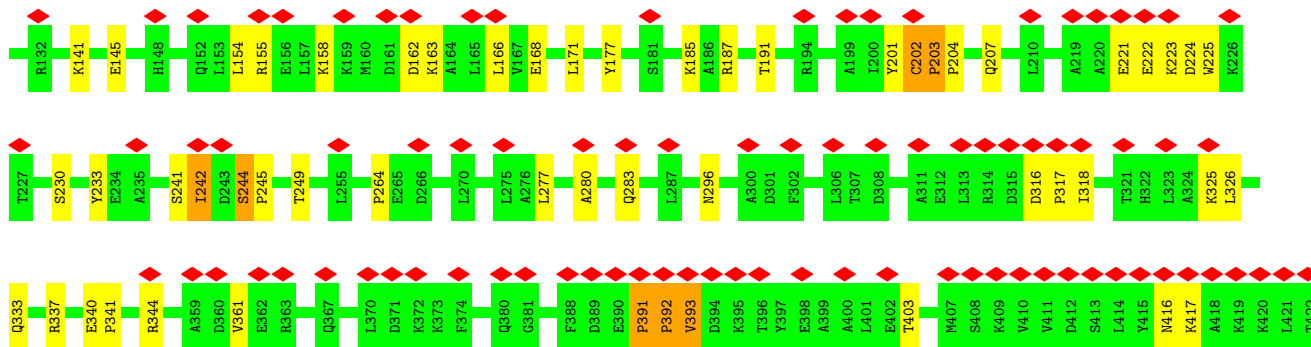 R132 K141 E145 H148 Q152 L153 L154 R155 E156 L157 K158 K159 M160 D161 D162 K163 A164 L165 L166 V167 E168 L171 Y177 S181 K185 A186 R187 T191 R194 A199 I200 Y201 C202 P203 P204 Q207 L210 A219 A220 E221 E222 K223 D224 W225 K226
T227 S230 Y233 E234 A235 S241 I242 D243 S244 P245 T249 L255 P264 E265 D266 L270 L275 A276 L277 A280 Q283 L287 N296 A300 D301 F302 L306 T307 D308 A311 E312 L313 R314 D315 D316 P317 I318 T321 H322 L323 A324 K325 L326
Q333 R337 E340 P341 R344 A359 D360 V361 E362 R363 Q367 L370 D371 K372 K373 F374 Q380 G381 F388 D389 E390 P391 P392 V393 D394 K395 T396 Y397 E398 A399 A400 L401 E402 T403 M407 S408 K409 V410 V411 D412 S413 L414 Y415 N416 K417 A418 K419 K420 L421